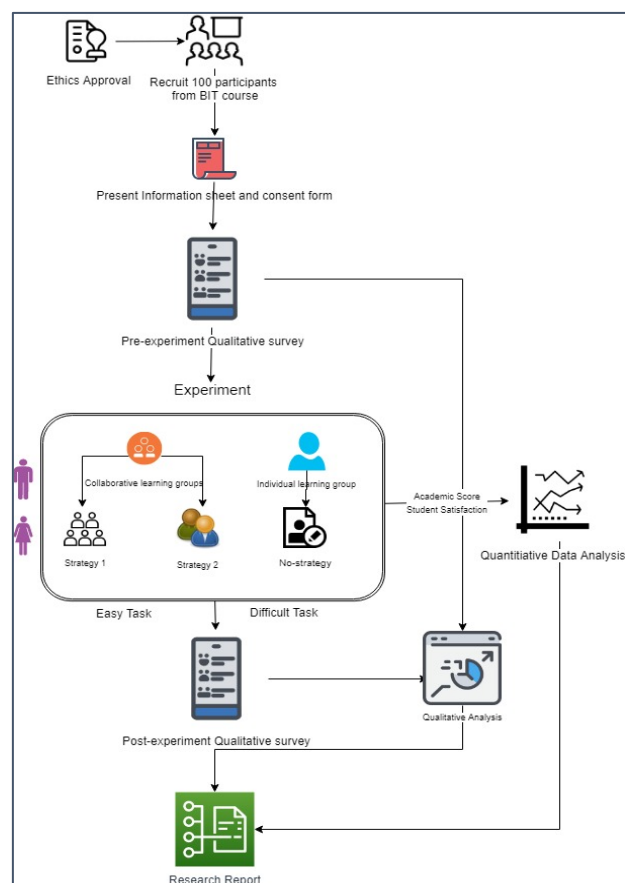 Ethics Approval
Recruit 100 participants
from BIT course
Present Information sheet and consent form
Pre-experiment Qualitative survey
Experiment
Collaborative learning groups
Individual learning group
Strategy 1
Strategy 2
No-strategy
Academic Score
Student Satisfaction
Quantitiative Data Analysis
Easy Task
Difficult Task
Qualitative Analysis
Post-experiment Qualitative survey
Research Report